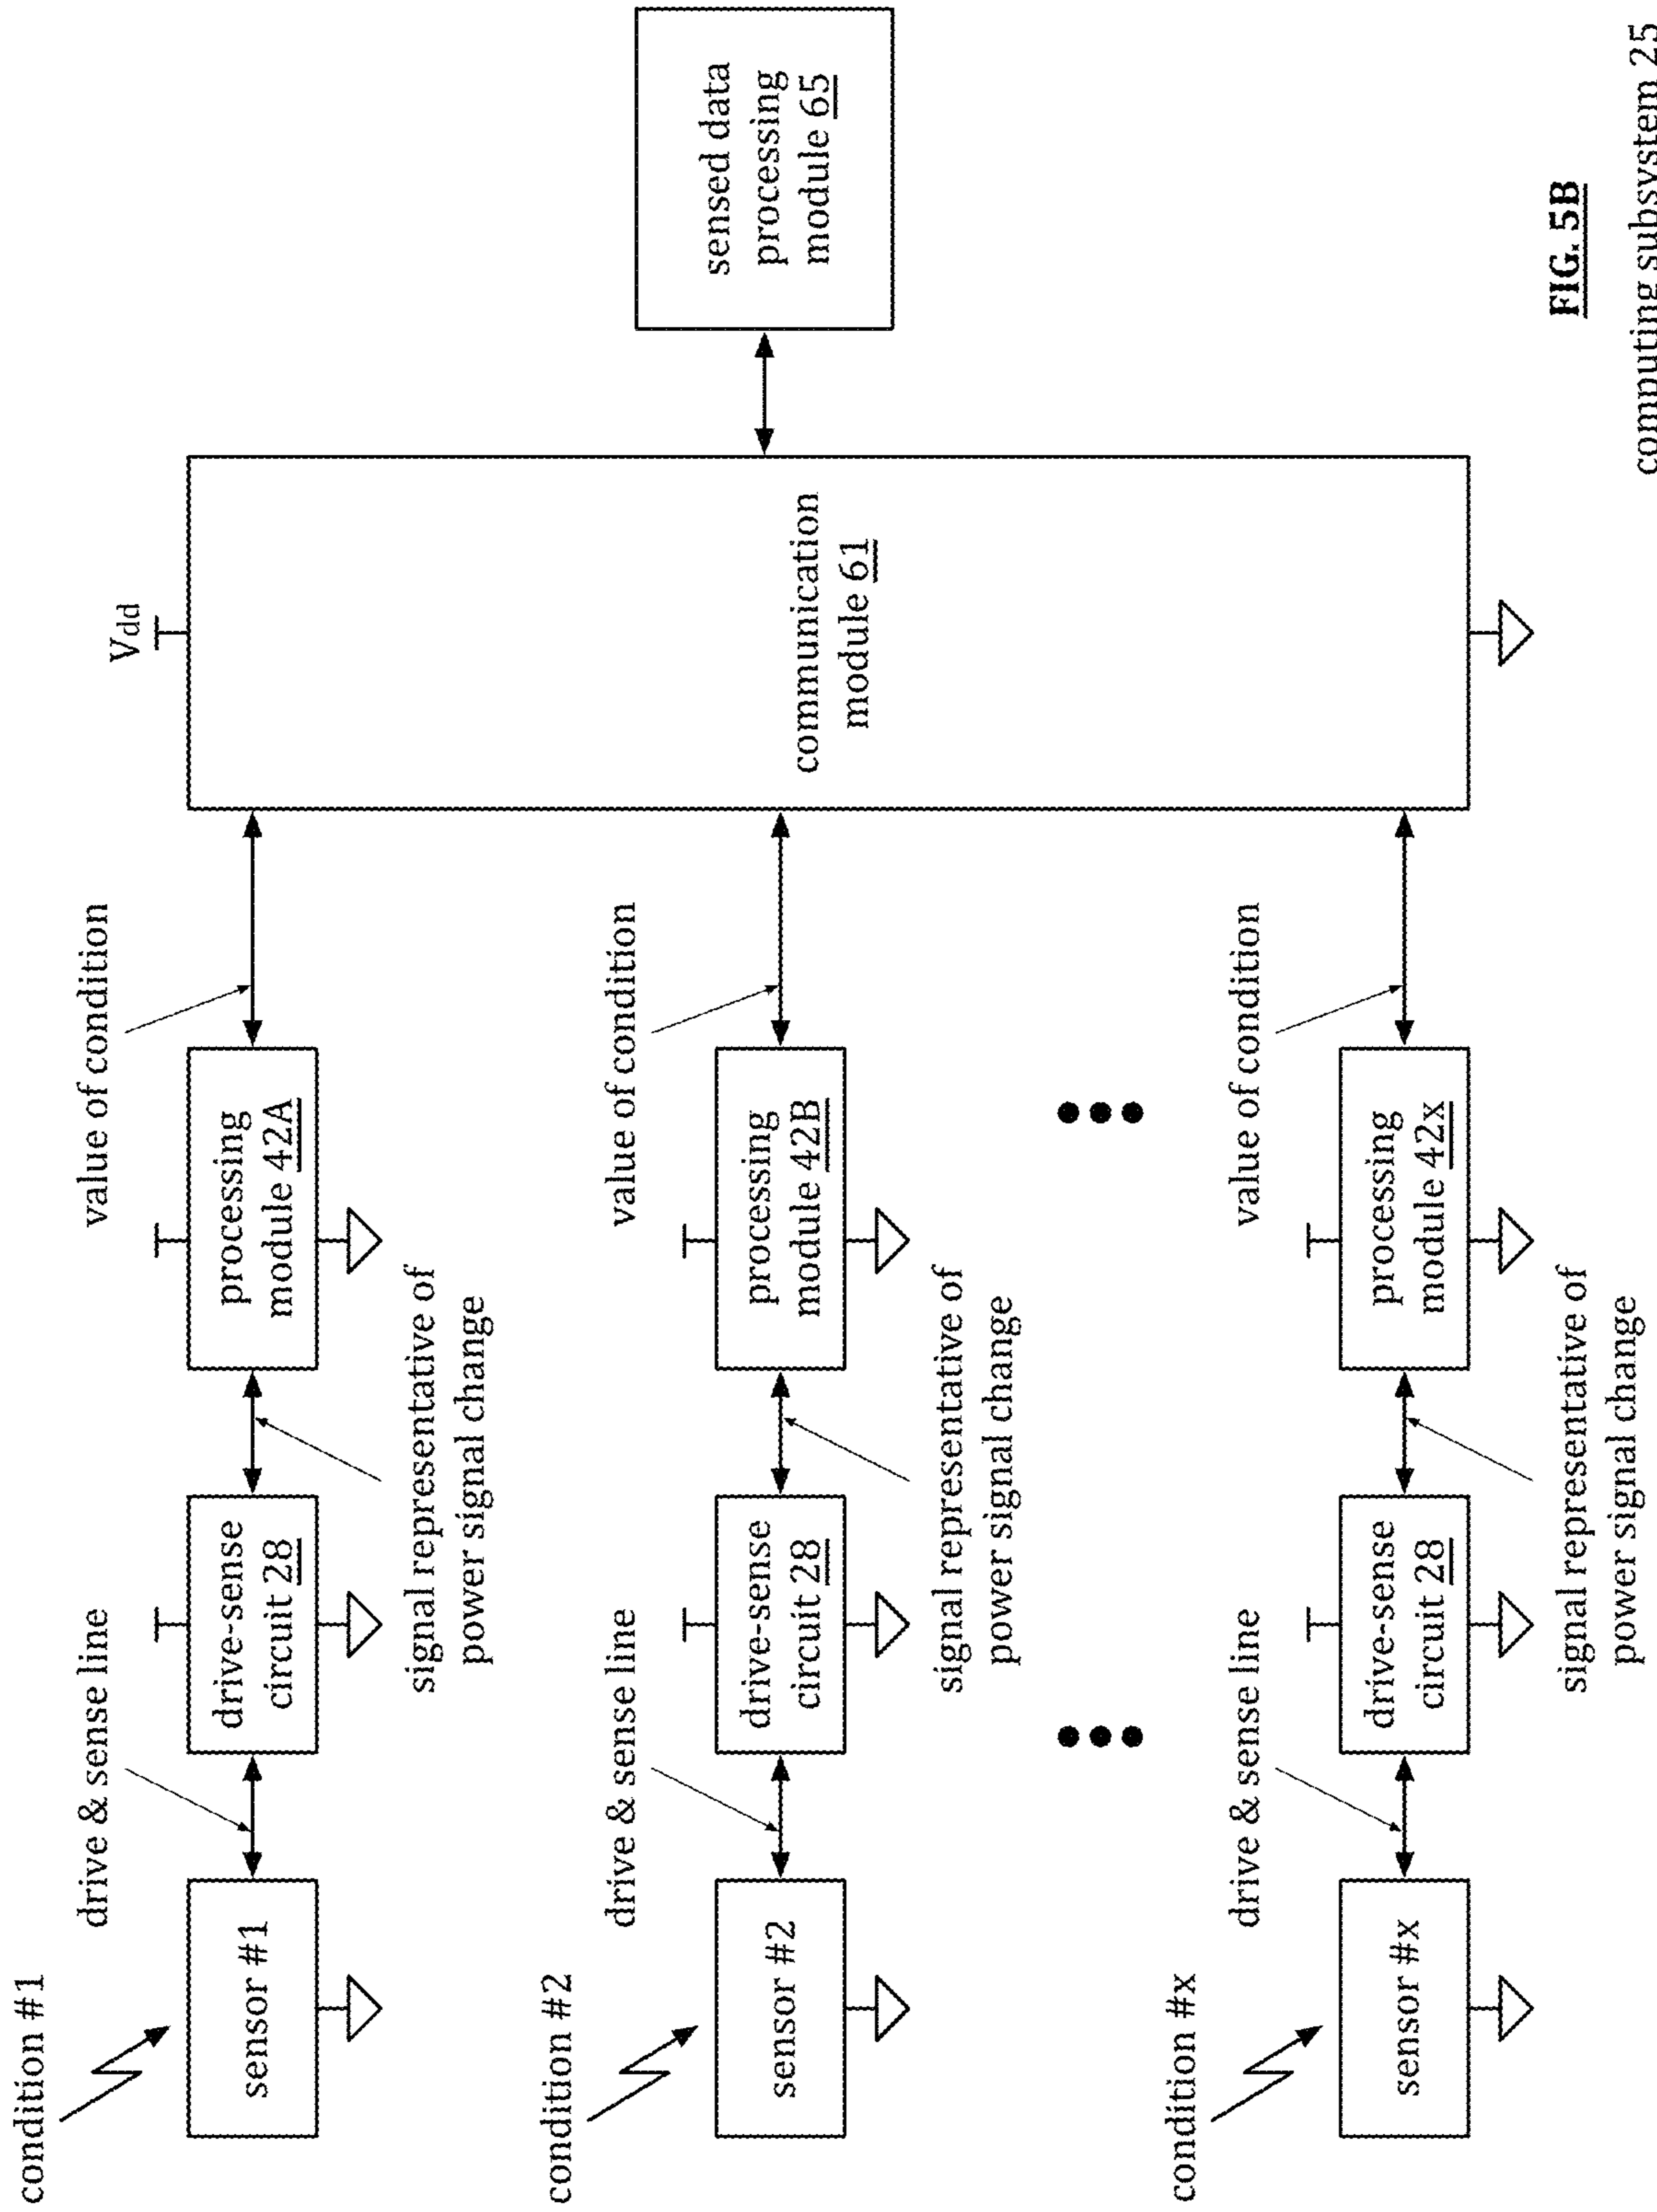 condition #1
drive & sense line
value of condition
Vdd
sensor #1
drive-sense
circuit 28
processing
module 42A
signal representative of
power signal change
condition #2
drive & sense line
value of condition
sensor #2
drive-sense
circuit 28
processing
module 42B
signal representative of
power signal change
communication
module 61
sensed data
processing
module 65
condition #x
drive & sense line
value of condition
sensor #x
drive-sense
circuit 28
processing
module 42x
signal representative of
power signal change
FIG. 5B
computing subsystem 25